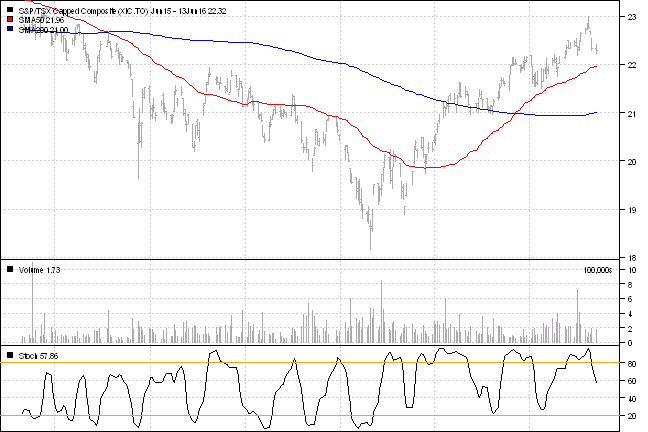 S&P/TSX Capped Composite (XIC.TO) Jun15 - 13Jun16 22.32
SMA50 21.96
SMA200 21.00
23
22
21
20
19
18
Volume 1.73
100,000s
10
8
6
4
2
0
Stoch 57.86
80
60
40
20